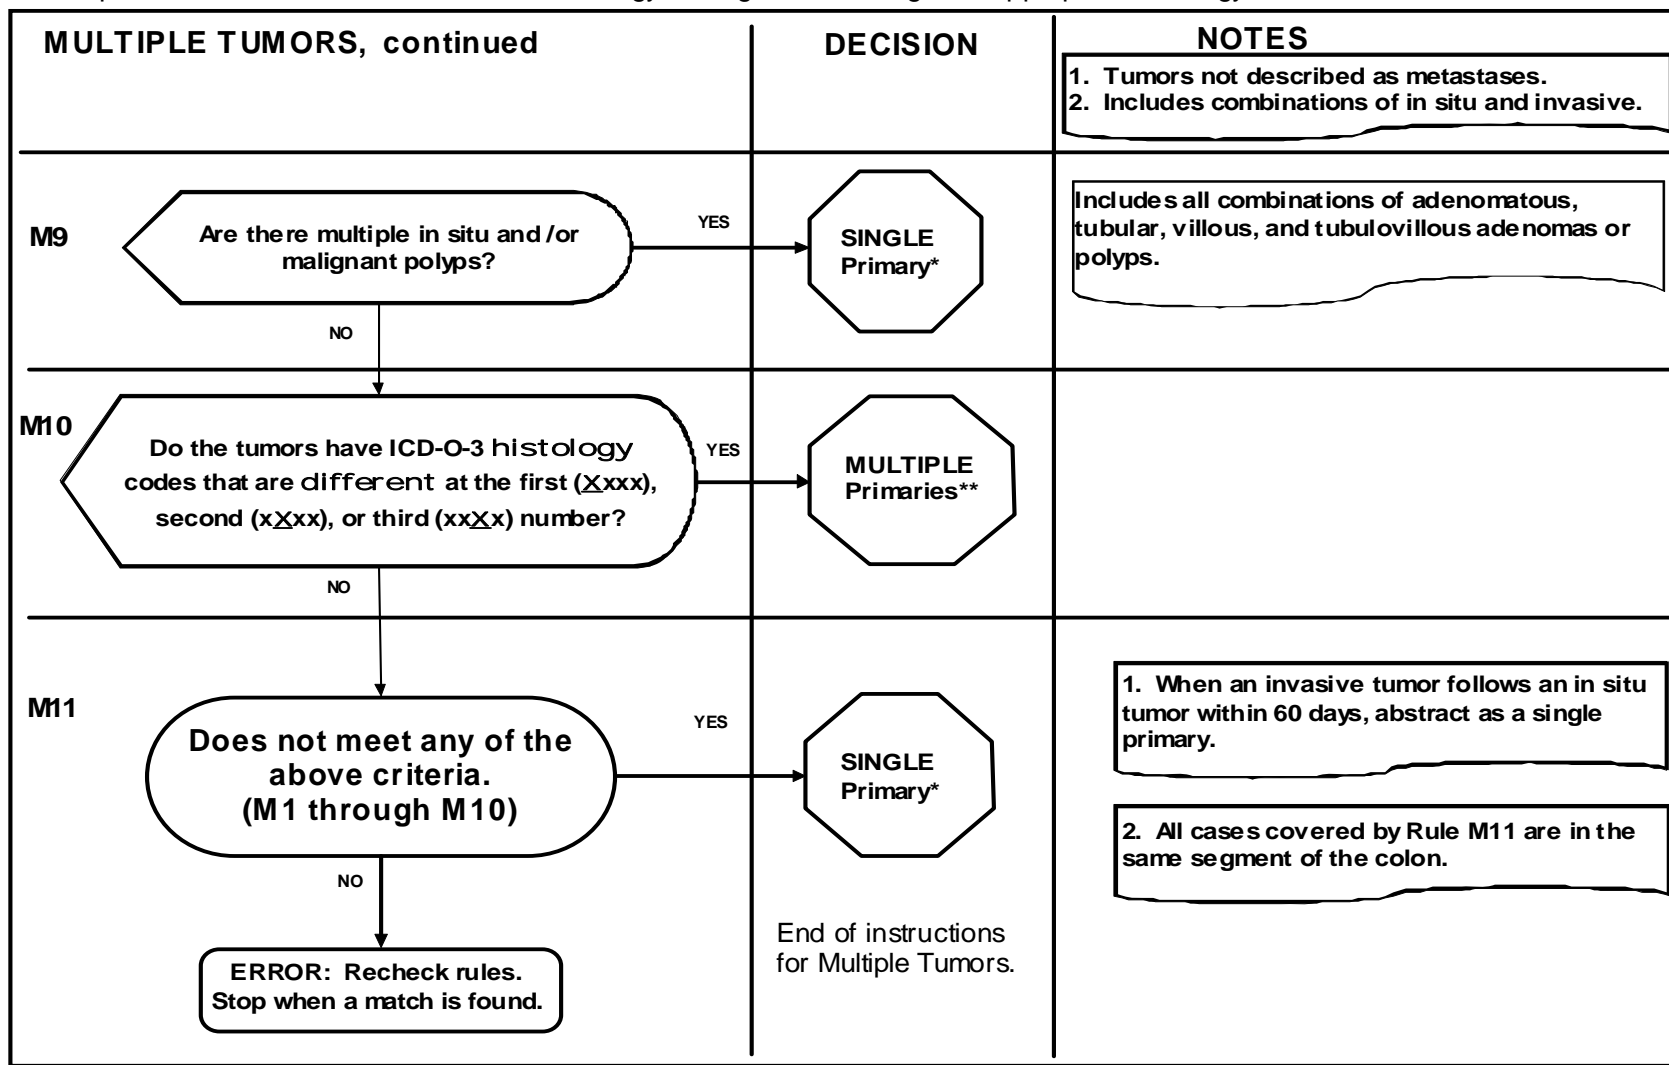 MULTIPLE TUMORS, continued
DECISION
NOTES
1. Tumors not described as metastases.
2. Includes combinations of in situ and invasive.
M9
Are there multiple in situ and /or
malignant polyps?
YES
SINGLE
Primary*
Includes all combinations of adenomatous,
tubular, villous, and tubulovillous adenomas or
polyps.
NO
M10
Do the tumors have ICD-O-3 histology
codes that are different at the first (Xxxx),
second (xXxx), or third (xxXx) number?
YES
MULTIPLE
Primaries**
NO
M11
Does not meet any of the
above criteria.
(M1 through M10)
YES
SINGLE
Primary*
1. When an invasive tumor follows an in situ
tumor within 60 days, abstract as a single
primary.
2. All cases covered by Rule M11 are in the
same segment of the colon.
NO
ERROR: Recheck rules.
Stop when a match is found.
End of instructions
for Multiple Tumors.